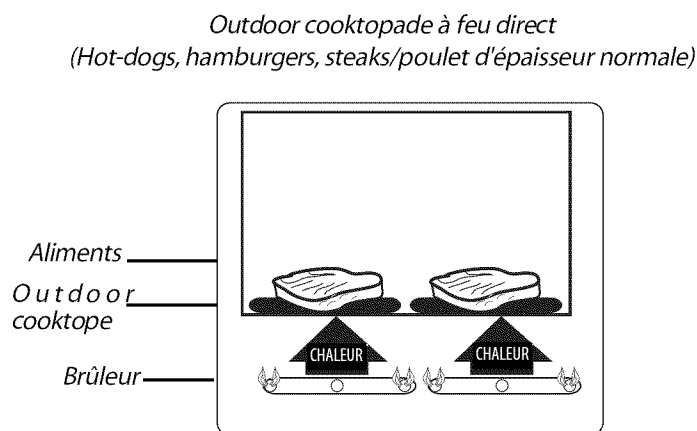 Outdoor cooktopade à feu direct
(Hot-dogs, hamburgers, steaks/poulet d'épaisseur normale)
Aliments
Outdoor
cooktope
CHALEUR CHALEUR
Brûleur